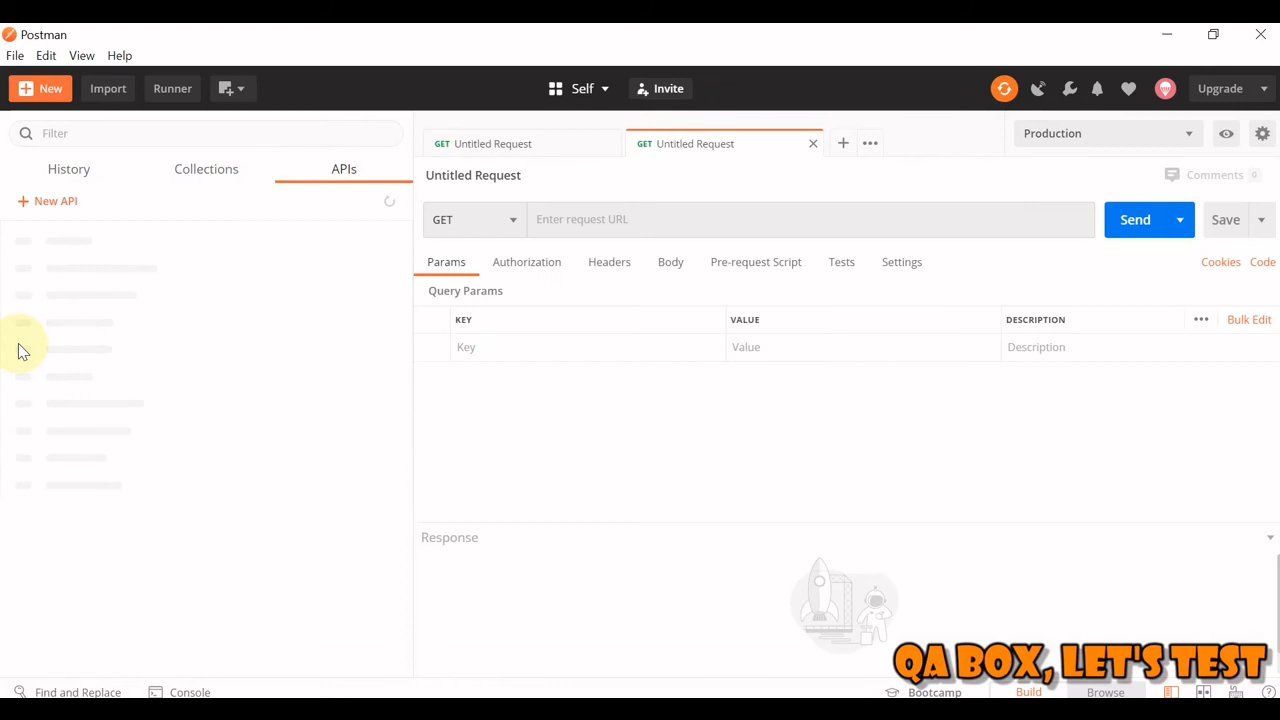 Postman
File Edit View Help
New Import Runner Self Invite Upgrade
Filter
History Collections APIs
New API
GET Untitled Request GET Untitled Request Production
Untitled Request Comments 0
GET Enter request URL Send Save
Params Authorization Headers Body Pre-request Script Tests Settings Cookies Code
Query Params
KEY VALUE DESCRIPTION Bulk Edit
Key Value Description
Response
QA BOX, LET'S TEST
Find and Replace Console Bootcamp Build Browse